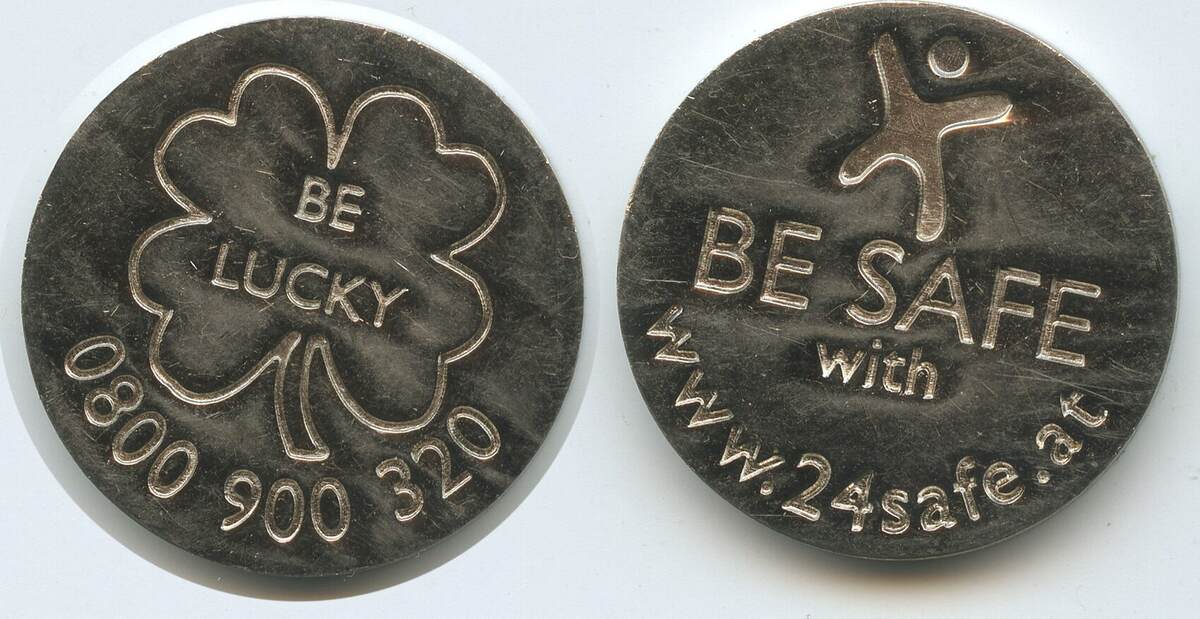 BE
LUCKY
0800 900 320
BE SAFE
with
www.24safe.at